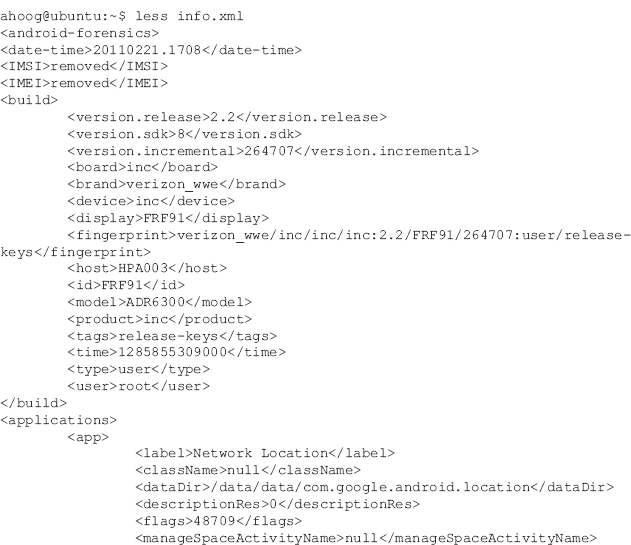 ahoog@ubuntu:~$ less info.xml
<android-forensics>
<date-time>20110221.1708</date-time>
<IMSI>removed</IMSI>
<IMEI>removed</IMEI>
<build>
        <version.release>2.2</version.release>
        <version.sdk>8</version.sdk>
        <version.incremental>264707</version.incremental>
        <board>inc</board>
        <brand>verizon_wwe</brand>
        <device>inc</device>
        <display>FRF91</display>
        <fingerprint>verizon_wwe/inc/inc/inc:2.2/FRF91/264707:user/release-
keys</fingerprint>
        <host>HPA003</host>
        <id>FRF91</id>
        <model>ADR6300</model>
        <product>inc</product>
        <tags>release-keys</tags>
        <time>1285855309000</time>
        <type>user</type>
        <user>root</user>
</build>
<applications>
        <app>
                <label>Network Location</label>
                <className>null</className>
                <dataDir>/data/data/com.google.android.location</dataDir>
                <descriptionRes>0</descriptionRes>
                <flags>48709</flags>
                <manageSpaceActivityName>null</manageSpaceActivityName>